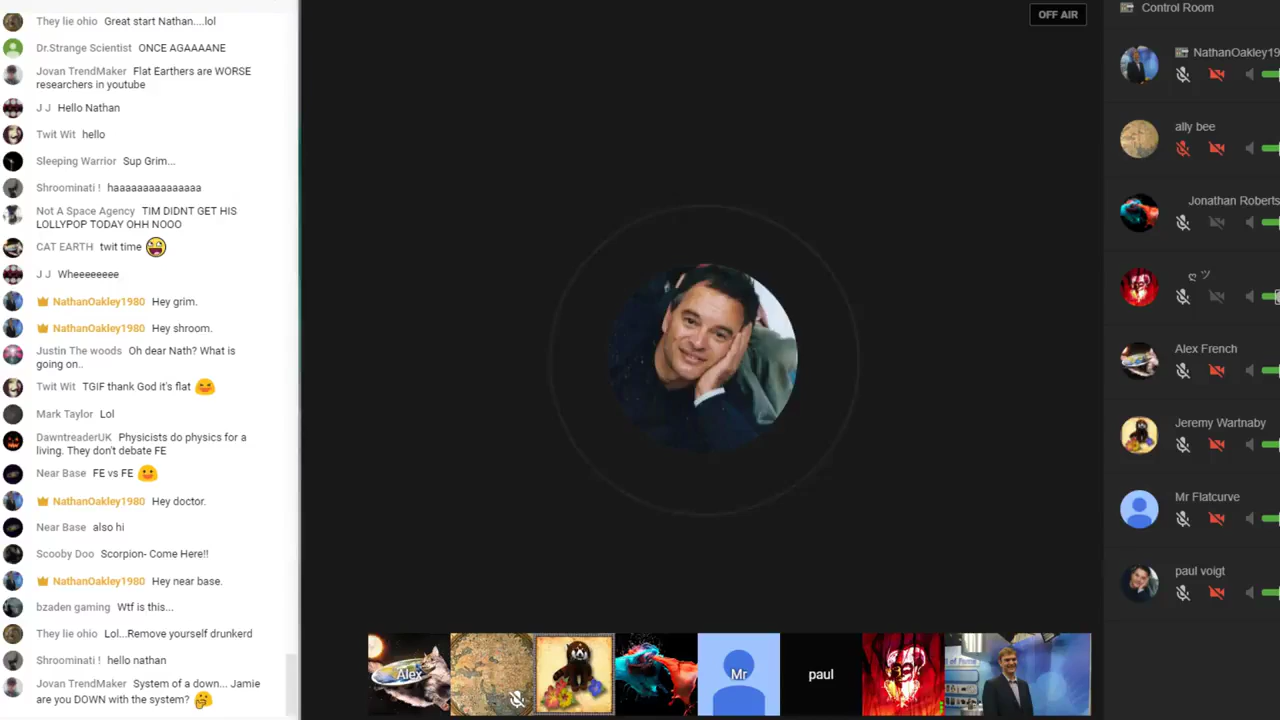 They lie ohio Great start Nathan....lol
Dr.Strange Scientist ONCE AGAAAANE
Jovan TrendMaker Flat Earthers are WORSE
researchers in youtube
J J Hello Nathan
Twit Wit hello
Sleeping Warrior Sup Grim...
Shroominati ! haaaaaaaaaaaaaaa
Not A Space Agency TIM DIDNT GET HIS
LOLLYPOP TODAY OHH NOOO
CAT EARTH twit time
J J Wheeeeeeee
NathanOakley1980 Hey grim.
NathanOakley1980 Hey shroom.
Justin The woods Oh dear Nath? What is
going on..
Twit Wit TGIF thank God it's flat
Mark Taylor Lol
DawntreaderUK Physicists do physics for a
living. They don't debate FE
Near Base FE vs FE
NathanOakley1980 Hey doctor.
Near Base also hi
Scooby Doo Scorpion- Come Here!!
NathanOakley1980 Hey near base.
bzaden gaming Wtf is this...
They lie ohio Lol...Remove yourself drunkerd
Shroominati ! hello nathan
Jovan TrendMaker System of a down... Jamie
are you DOWN with the system?
OFF AIR
Alex
Mr
paul
Control Room
NathanOakley19
ally bee
Jonathan Roberts
ღ ツ
Alex French
Jeremy Wartnaby
Mr Flatcurve
paul voigt